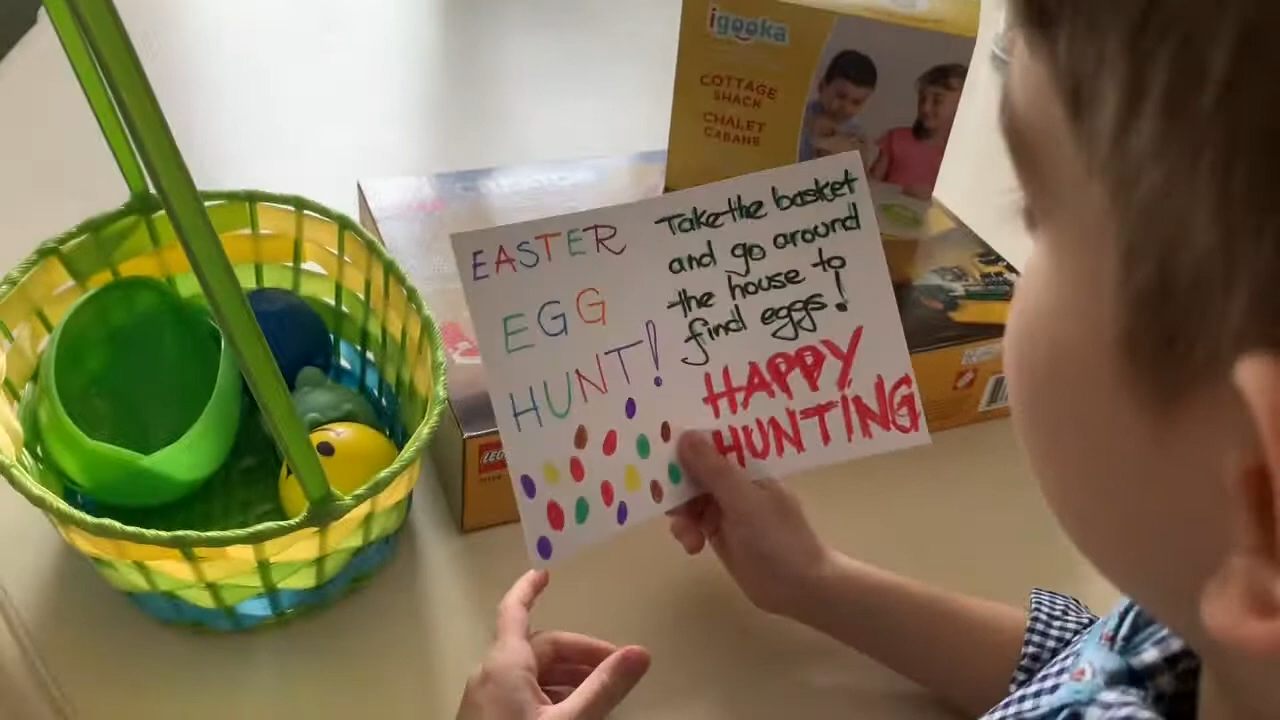 igooka
COTTAGE
SHACK
CHALET
CABANE
EASTER
EGG
HUNT!
Take the basket
and go around
the house to
find eggs!
HAPPY
HUNTING
LEGO